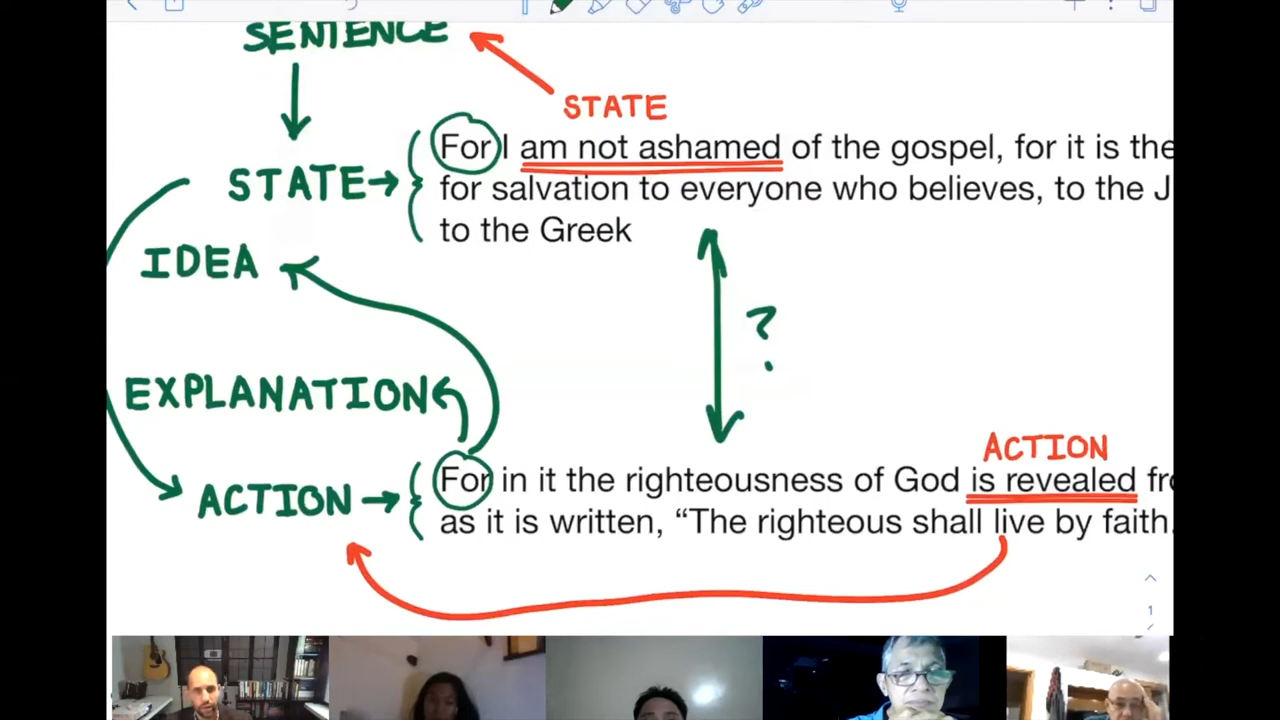 SENTENCE
STATE
STATE
For I am not ashamed of the gospel, for it is the
for salvation to everyone who believes, to the J
to the Greek
IDEA
?
EXPLANATION
ACTION
ACTION
For in it the righteousness of God is revealed fr
as it is written, “The righteous shall live by faith.
1